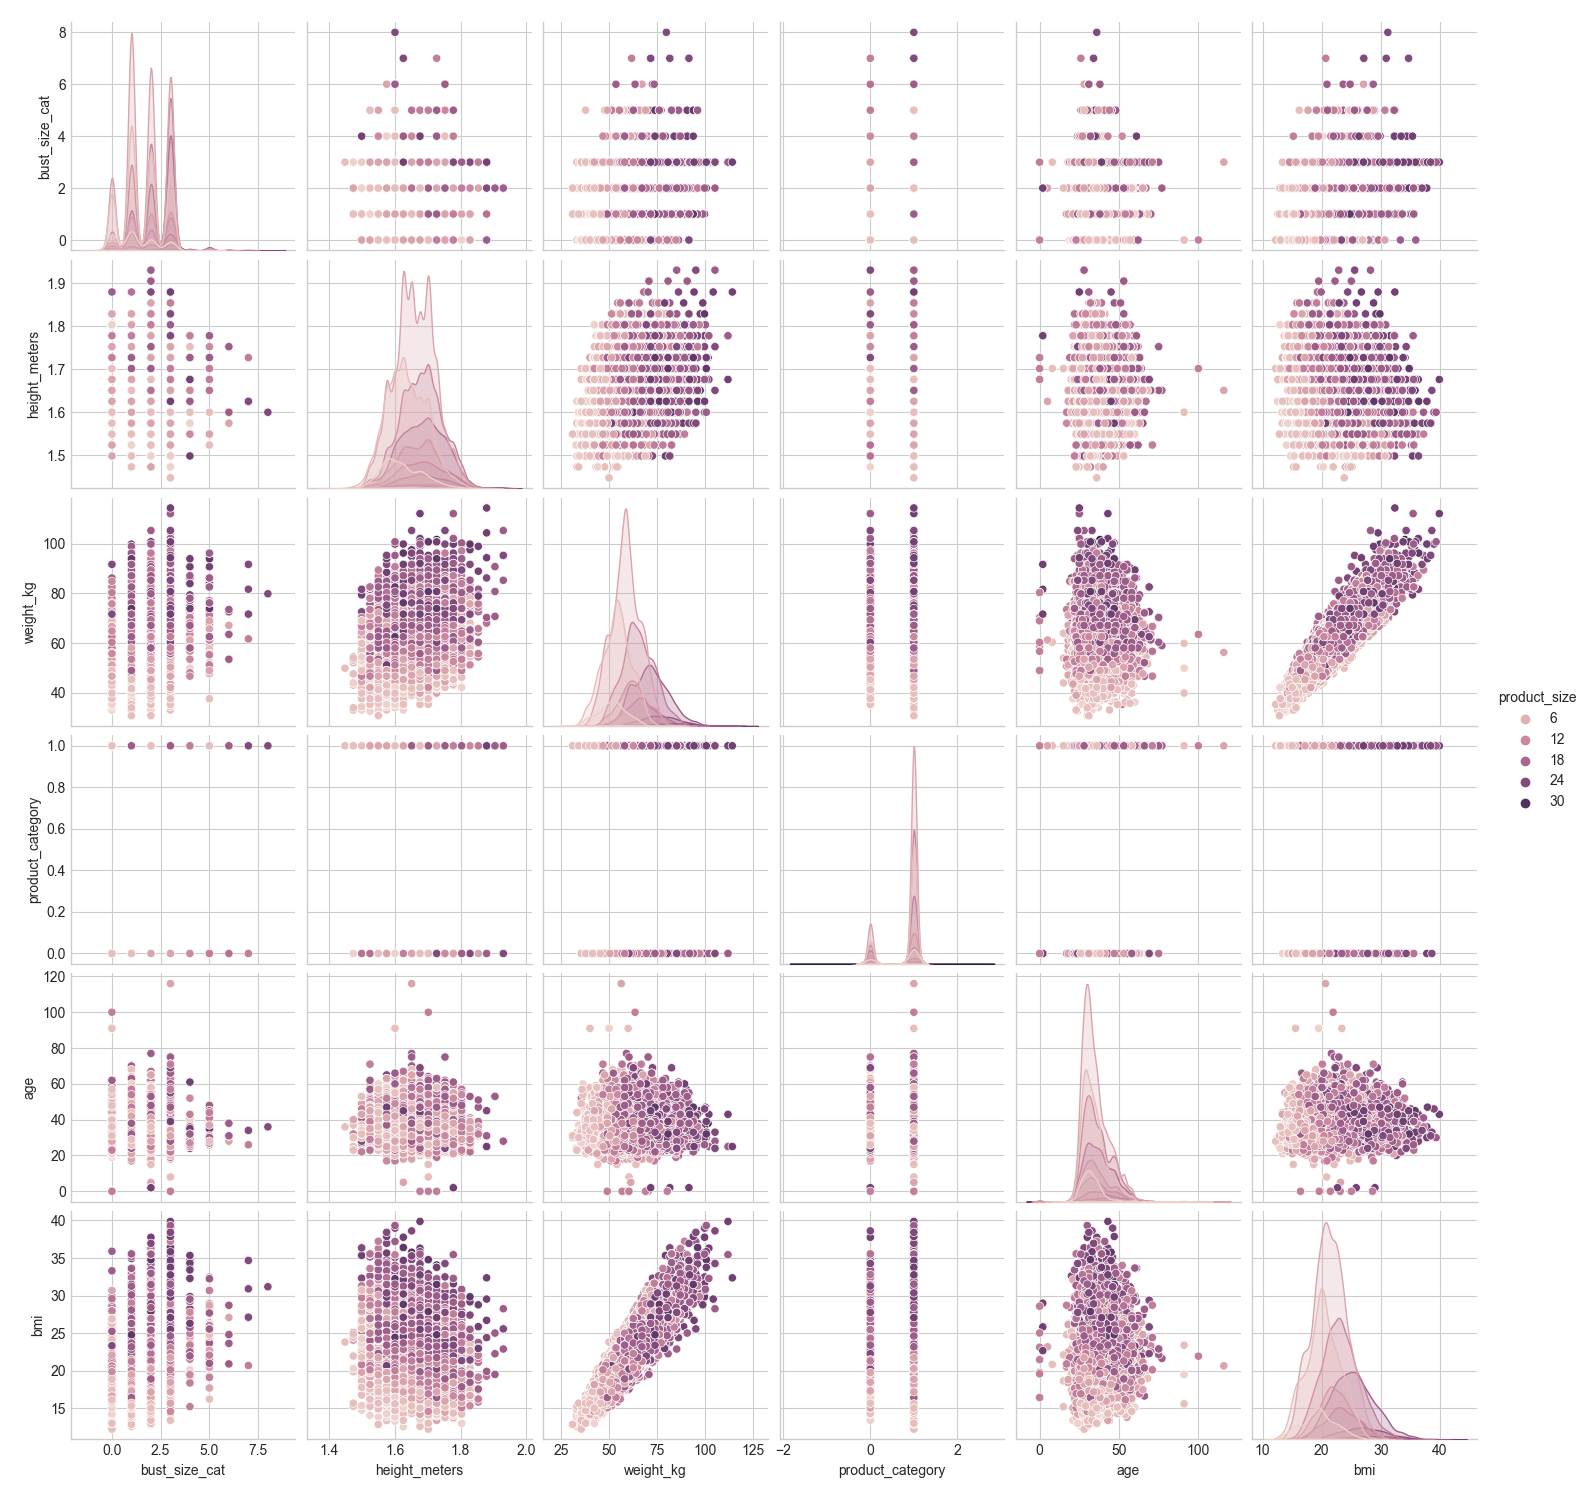 8
6
4
2
0
bust_size_cat
1.9
1.8
1.7
1.6
1.5
height_meters
100
80
60
40
weight_kg
product_size
6
12
18
24
30
1.0
0.8
0.6
0.4
0.2
0.0
product_category
120
100
80
60
40
20
0
age
40
35
30
25
20
15
bmi
0.0 2.5 5.0 7.5
1.4 1.6 1.8 2.0
25 50 75 100 125
−2 0 2
0 50 100
10 20 30 40
bust_size_cat height_meters weight_kg product_category age bmi